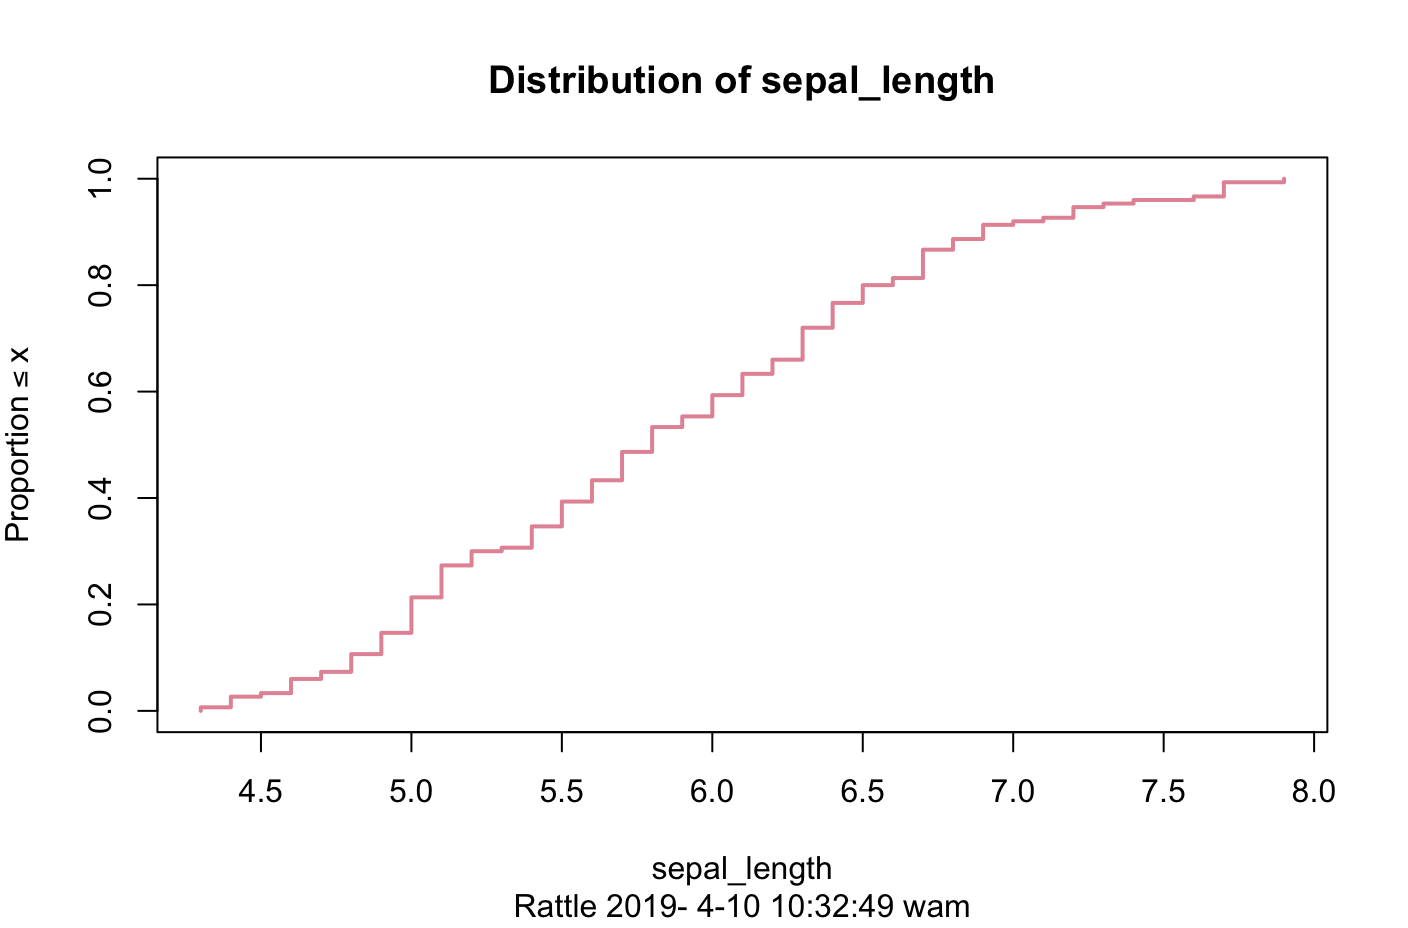 Distribution of sepal_length
Proportion ≤ x
1.0
0.8
0.6
0.4
0.2
0.0
4.5 5.0 5.5 6.0 6.5 7.0 7.5 8.0
sepal_length
Rattle 2019- 4-10 10:32:49 wam